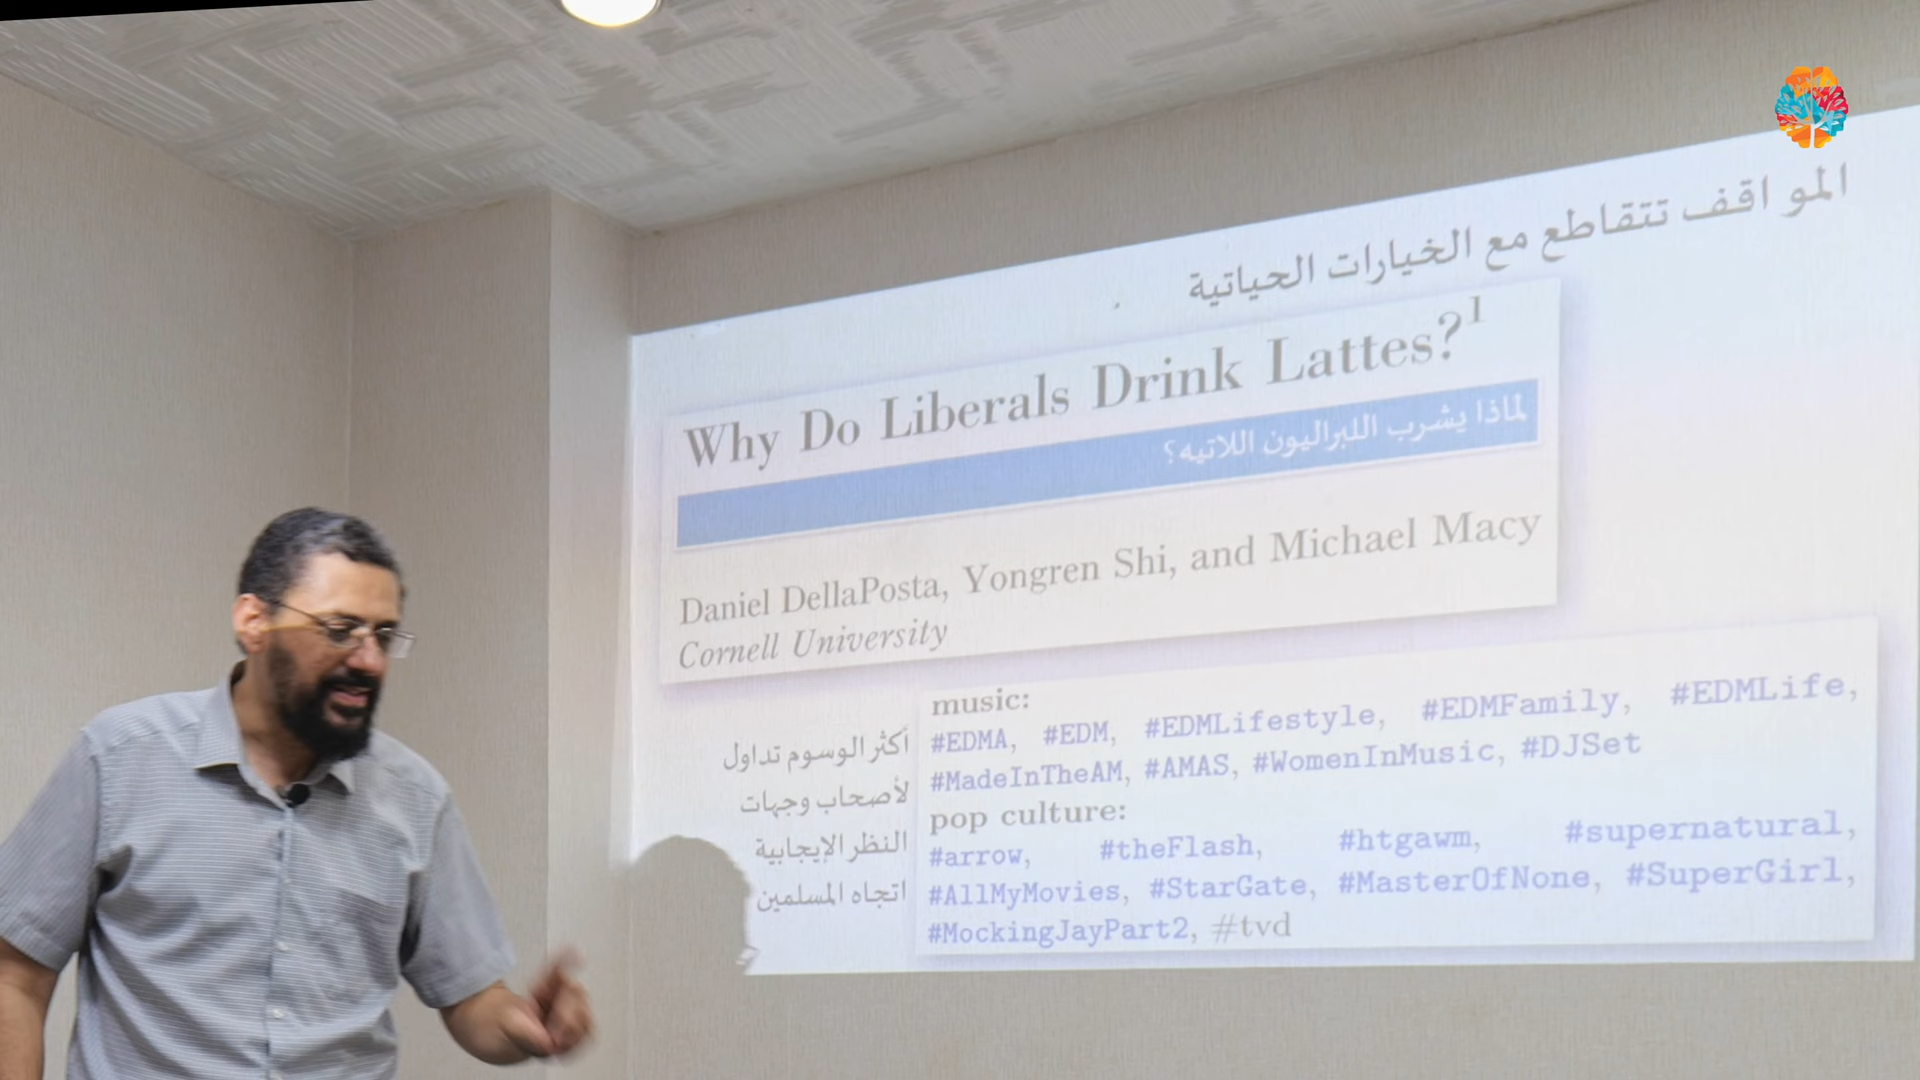 المواقف تتقاطع مع الخيارات الحياتية
Why Do Liberals Drink Lattes?¹
لماذا يشرب الليبراليون اللاتيه؟
Daniel DellaPosta, Yongren Shi, and Michael Macy
Cornell University
أكثر الوسوم تداول
لأصحاب وجهات
النظر الإيجابية
اتجاه المسلمين
music:
#EDMA, #EDM, #EDMLifestyle, #EDMFamily, #EDMLife,
#MadeInTheAM, #AMAS, #WomenInMusic, #DJSet
pop culture:
#arrow, #theFlash, #htgawm, #supernatural,
#AllMyMovies, #StarGate, #MasterOfNone, #SuperGirl,
#MockingJayPart2, #tvd